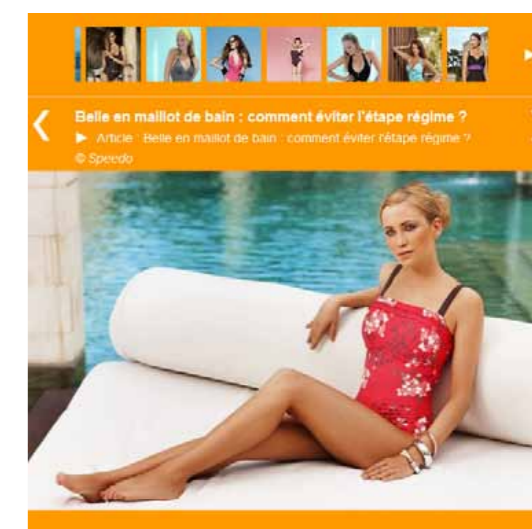 Belle en maillot de bain : comment éviter l'étape régime ?
► Article : Belle en maillot de bain : comment éviter l'étape régime ?
© Speedo